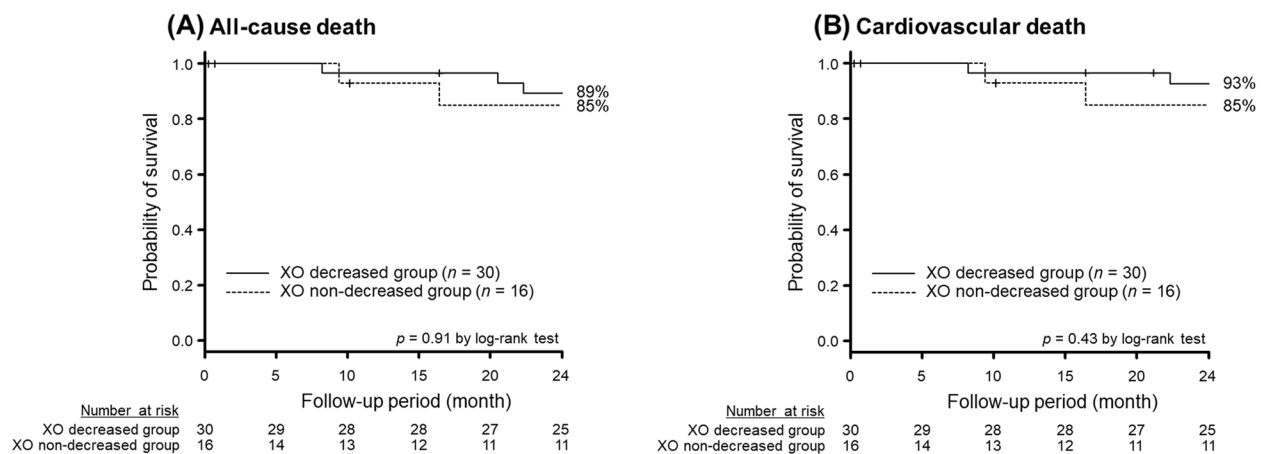 (A) All-cause death
1.0
0.8
0.6
0.4
0.2
0.0
Probability of survival
89%
85%
XO decreased group (n = 30)
XO non-decreased group (n = 16)
p = 0.91 by log-rank test
0 5 10 15 20 24
Follow-up period (month)
Number at risk
XO decreased group 30 29 28 28 27 25
XO non-decreased group 16 14 13 12 11 11
(B) Cardiovascular death
1.0
0.8
0.6
0.4
0.2
0.0
Probability of survival
93%
85%
XO decreased group (n = 30)
XO non-decreased group (n = 16)
p = 0.43 by log-rank test
0 5 10 15 20 24
Follow-up period (month)
Number at risk
XO decreased group 30 29 28 28 27 25
XO non-decreased group 16 14 13 12 11 11